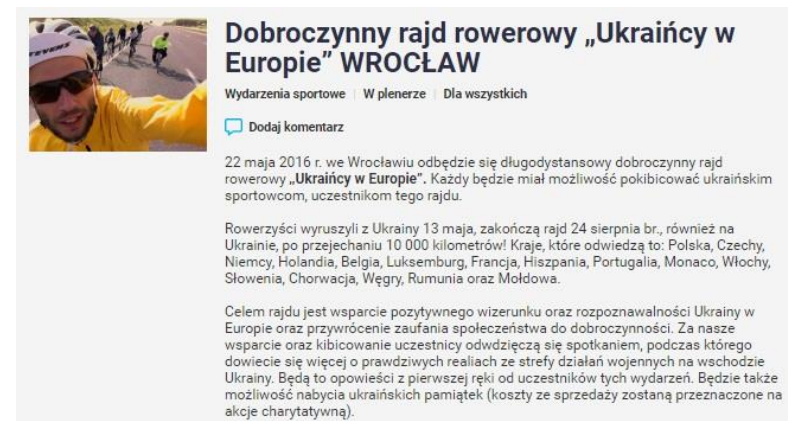 Dobroczynny rajd rowerowy „Ukraińcy w
Europie” WROCŁAW
Wydarzenia sportowe | W plenerze | Dla wszystkich
Dodaj komentarz
22 maja 2016 r. we Wrocławiu odbędzie się długodystansowy dobroczynny rajd
rowerowy „Ukraińcy w Europie”. Każdy będzie miał możliwość pokibicować ukraińskim
sportowcom, uczestnikom tego rajdu.
Rowerzyści wyruszyli z Ukrainy 13 maja, zakończą rajd 24 sierpnia br., również na
Ukrainie, po przejechaniu 10 000 kilometrów! Kraje, które odwiedzą to: Polska, Czechy,
Niemcy, Holandia, Belgia, Luksemburg, Francja, Hiszpania, Portugalia, Monaco, Włochy,
Słowenia, Chorwacja, Węgry, Rumunia oraz Mołdowa.
Celem rajdu jest wsparcie pozytywnego wizerunku oraz rozpoznawalności Ukrainy w
Europie oraz przywrócenie zaufania społeczeństwa do dobroczynności. Za nasze
wsparcie oraz kibicowanie uczestnicy odwdzięczą się spotkaniem, podczas którego
dowiecie się więcej o prawdziwych realiach ze strefy działań wojennych na wschodzie
Ukrainy. Będą to opowieści z pierwszej ręki od uczestników tych wydarzeń. Będzie także
możliwość nabycia ukraińskich pamiątek (koszty ze sprzedaży zostaną przeznaczone na
akcje charytatywną).